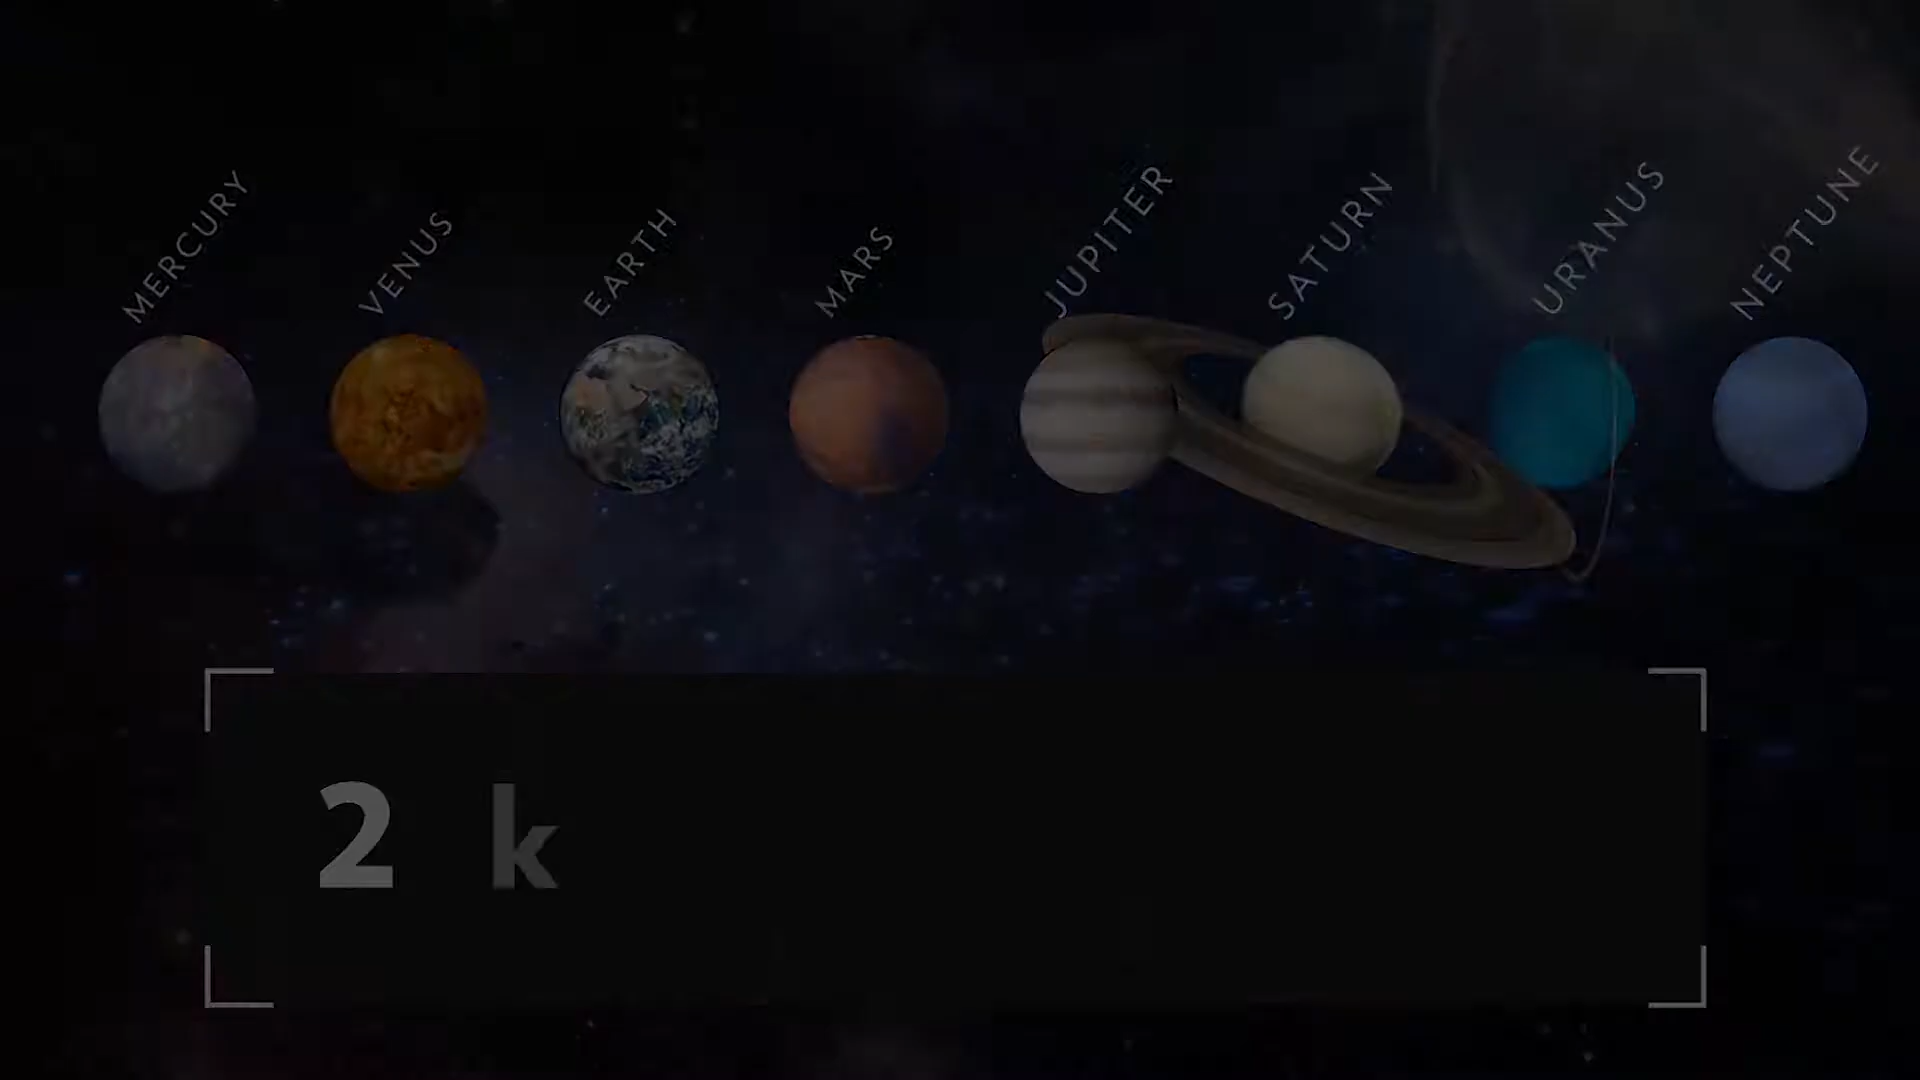 MERCURY
VENUS
EARTH
MARS
JUPITER
SATURN
URANUS
NEPTUNE
2 k